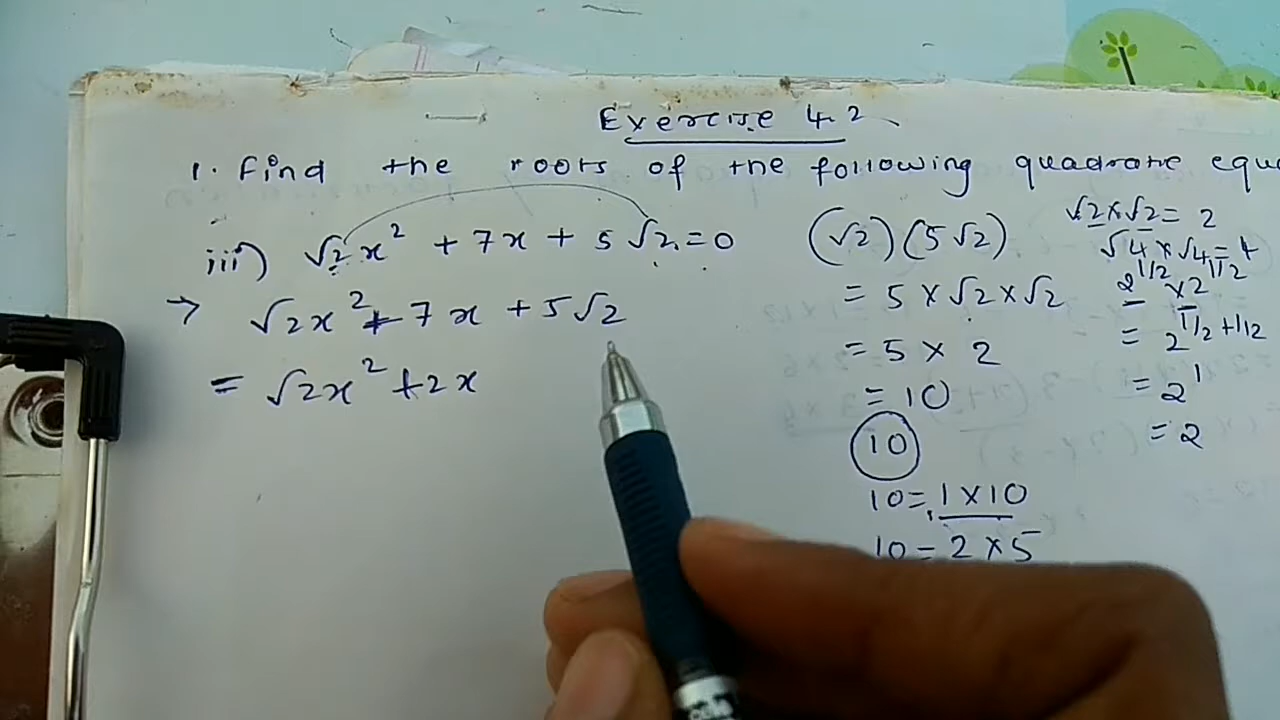 Exercise 4.2
1. Find the roots of the following quadratic equ
iii) √2x² + 7x + 5√2 = 0
→ √2x² + 7x + 5√2
= √2x² + 2x
(√2)(5√2)
= 5 × √2 × √2
= 5 × 2
= 10
10
10 = 1 × 10
10 = 2 × 5
√2 × √2 = 2
√4 × √4 = 4
2^1/2 × 2^1/2
= 2^1/2 + 1/2
= 2^1
= 2